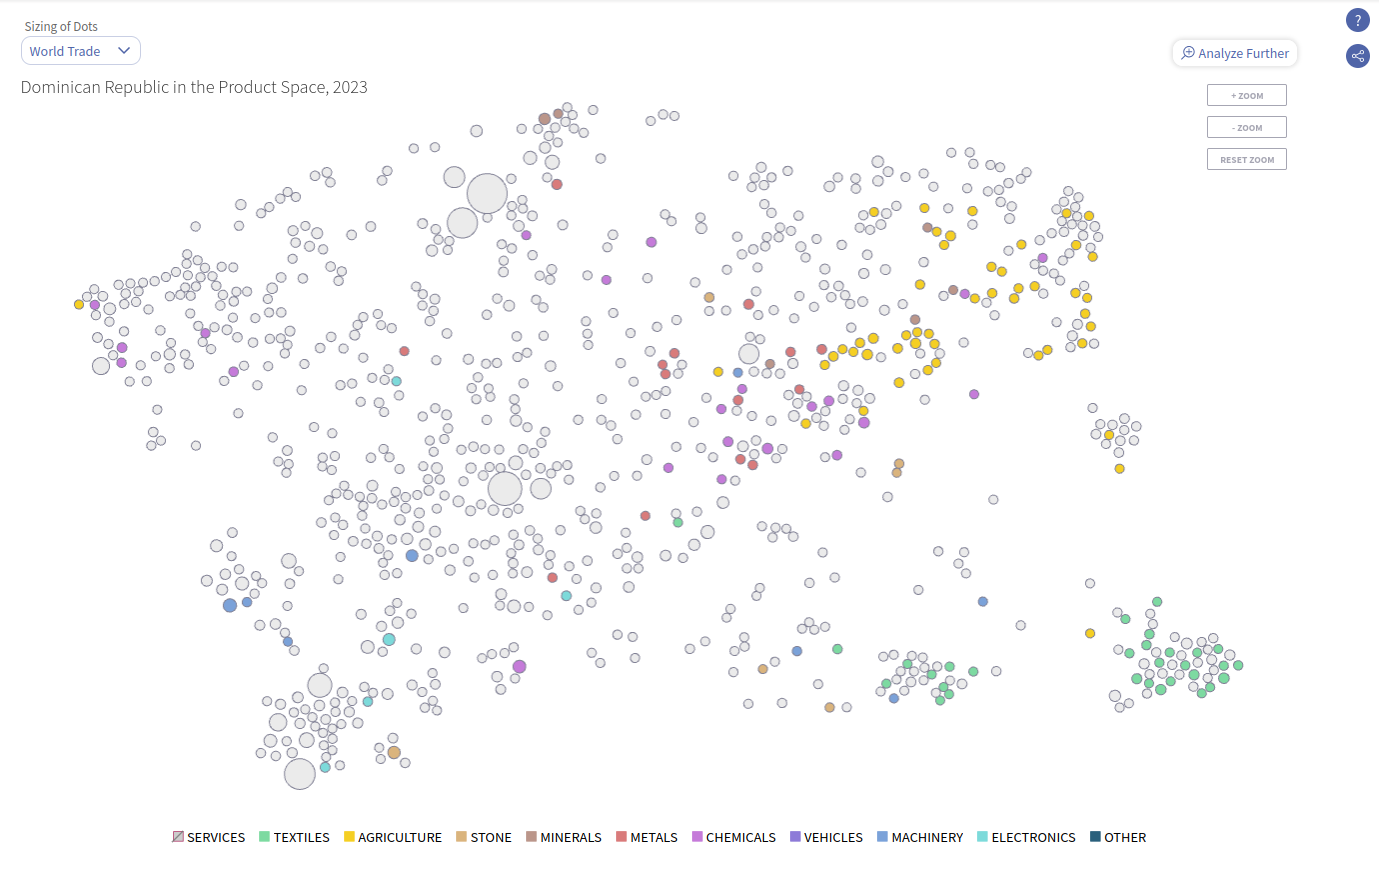 Sizing of Dots
World Trade
?
Analyze Further
Dominican Republic in the Product Space, 2023
+ ZOOM
- ZOOM
RESET ZOOM
SERVICES TEXTILES AGRICULTURE STONE MINERALS METALS CHEMICALS VEHICLES MACHINERY ELECTRONICS OTHER